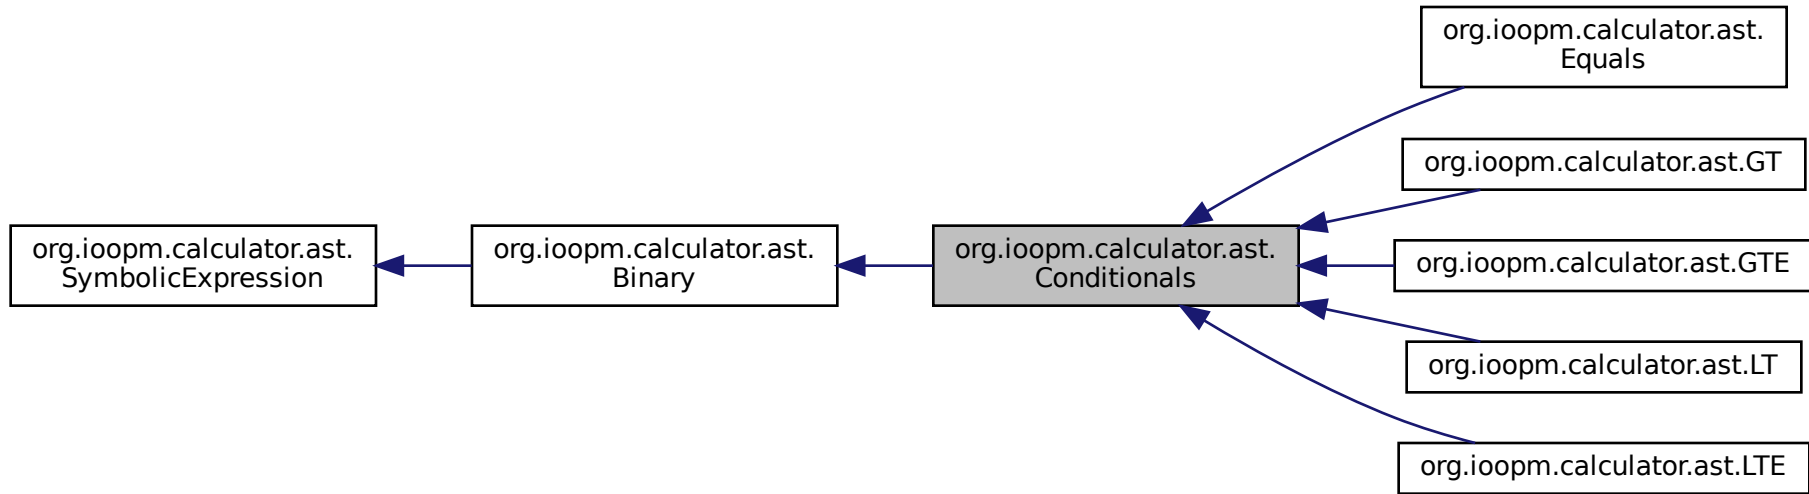 org.ioopm.calculator.ast.
SymbolicExpression
org.ioopm.calculator.ast.
Binary
org.ioopm.calculator.ast.
Conditionals
org.ioopm.calculator.ast.
Equals
org.ioopm.calculator.ast.GT
org.ioopm.calculator.ast.GTE
org.ioopm.calculator.ast.LT
org.ioopm.calculator.ast.LTE